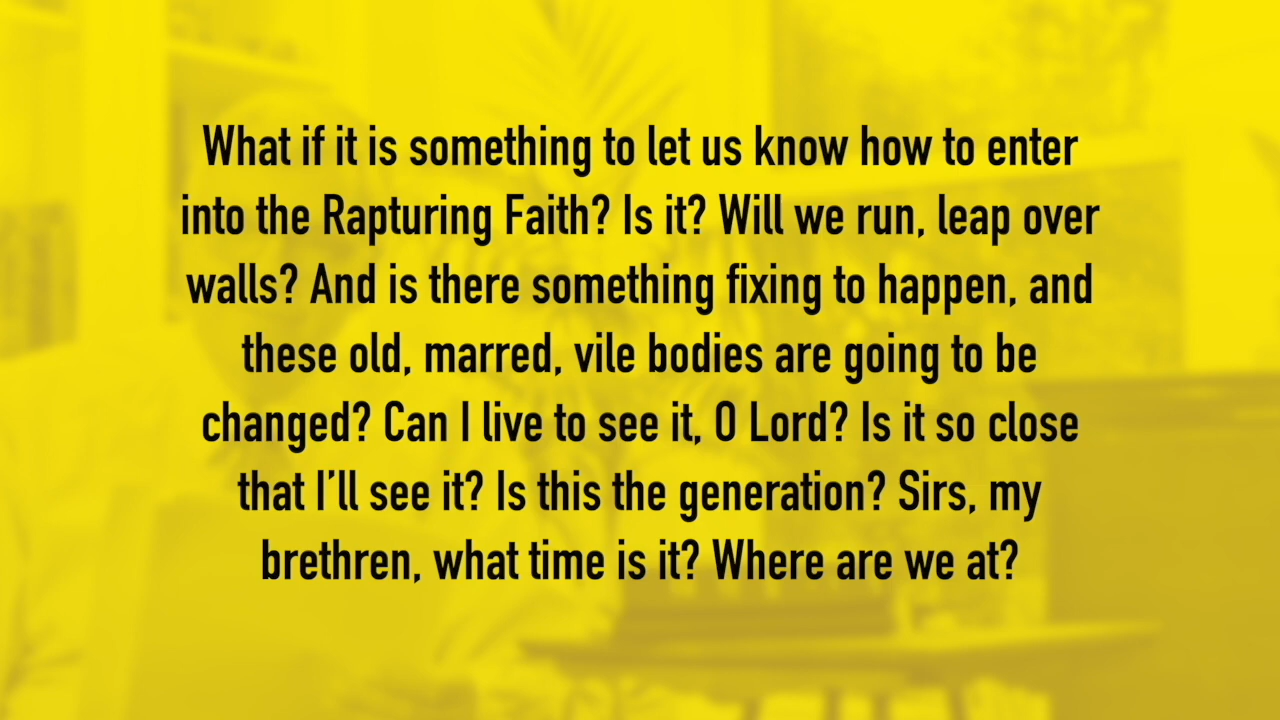 What if it is something to let us know how to enter
into the Rapturing Faith? Is it? Will we run, leap over
walls? And is there something fixing to happen, and
these old, marred, vile bodies are going to be
changed? Can I live to see it, O Lord? Is it so close
that I’ll see it? Is this the generation? Sirs, my
brethren, what time is it? Where are we at?